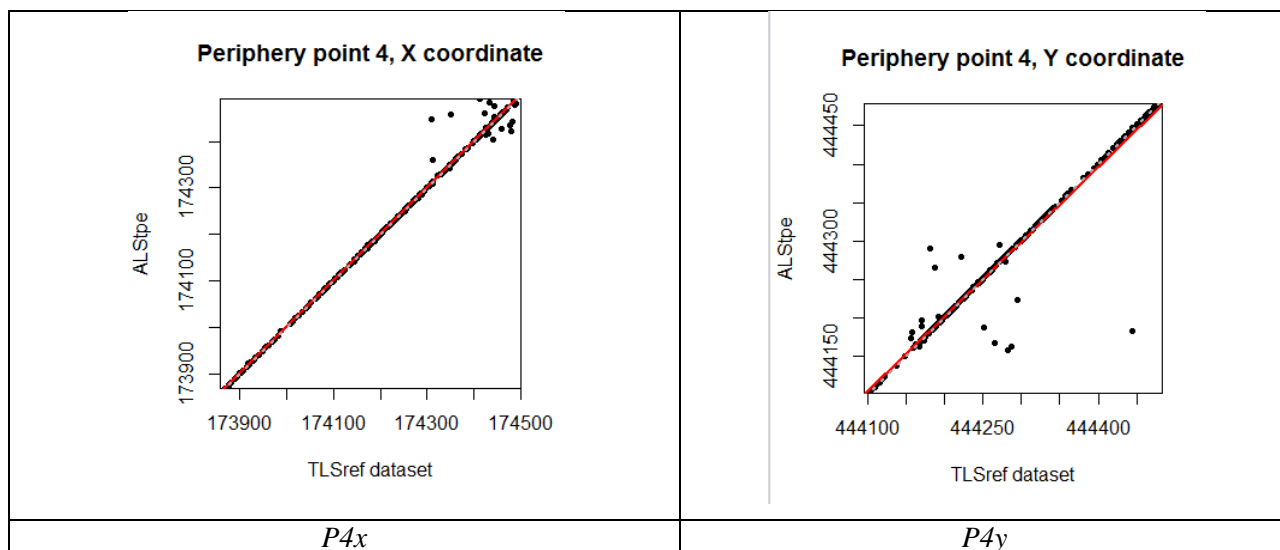 Periphery point 4, X coordinate
ALStpe
174300
174100
173900
173900 174100 174300 174500
TLSref dataset
P4x
Periphery point 4, Y coordinate
ALStpe
444450
444300
444150
444100 444250 444400
TLSref dataset
P4y